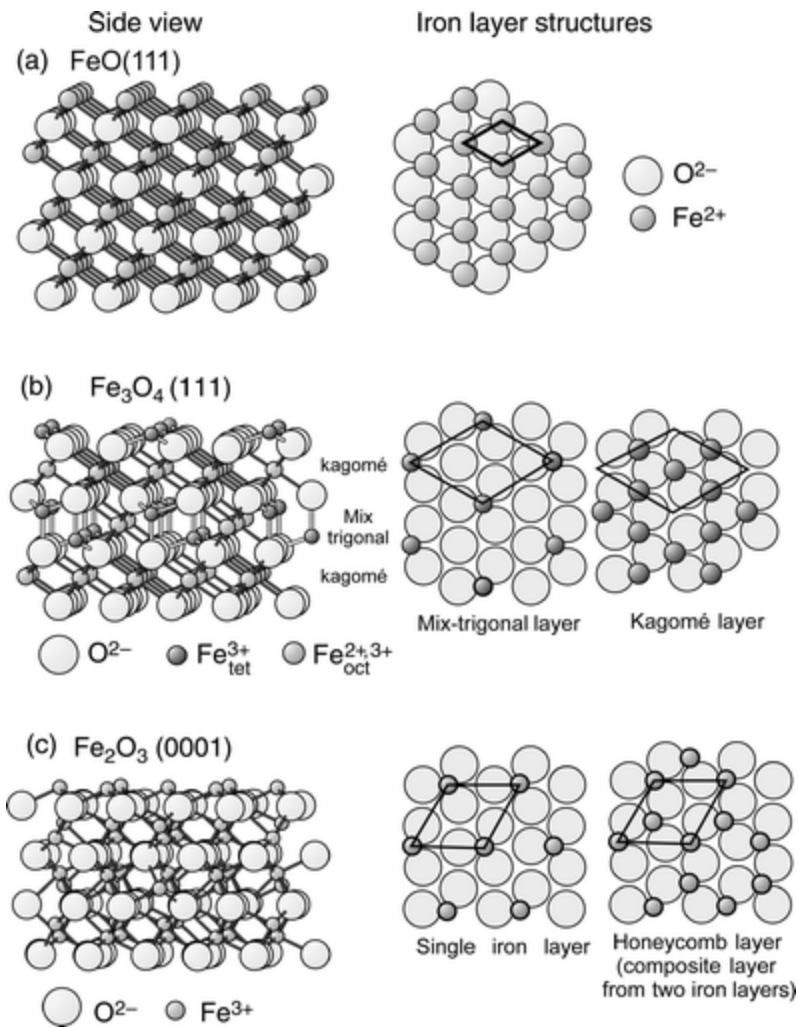 Side view
Iron layer structures
(a) FeO(111)
O²⁻
Fe²⁺
(b) Fe₃O₄ (111)
kagomé
Mix
trigonal
kagomé
Mix-trigonal layer
Kagomé layer
O²⁻
Fe³⁺tet
Fe²⁺,³⁺oct
(c) Fe₂O₃ (0001)
Single iron layer
Honeycomb layer
(composite layer
from two iron layers)
O²⁻
Fe³⁺